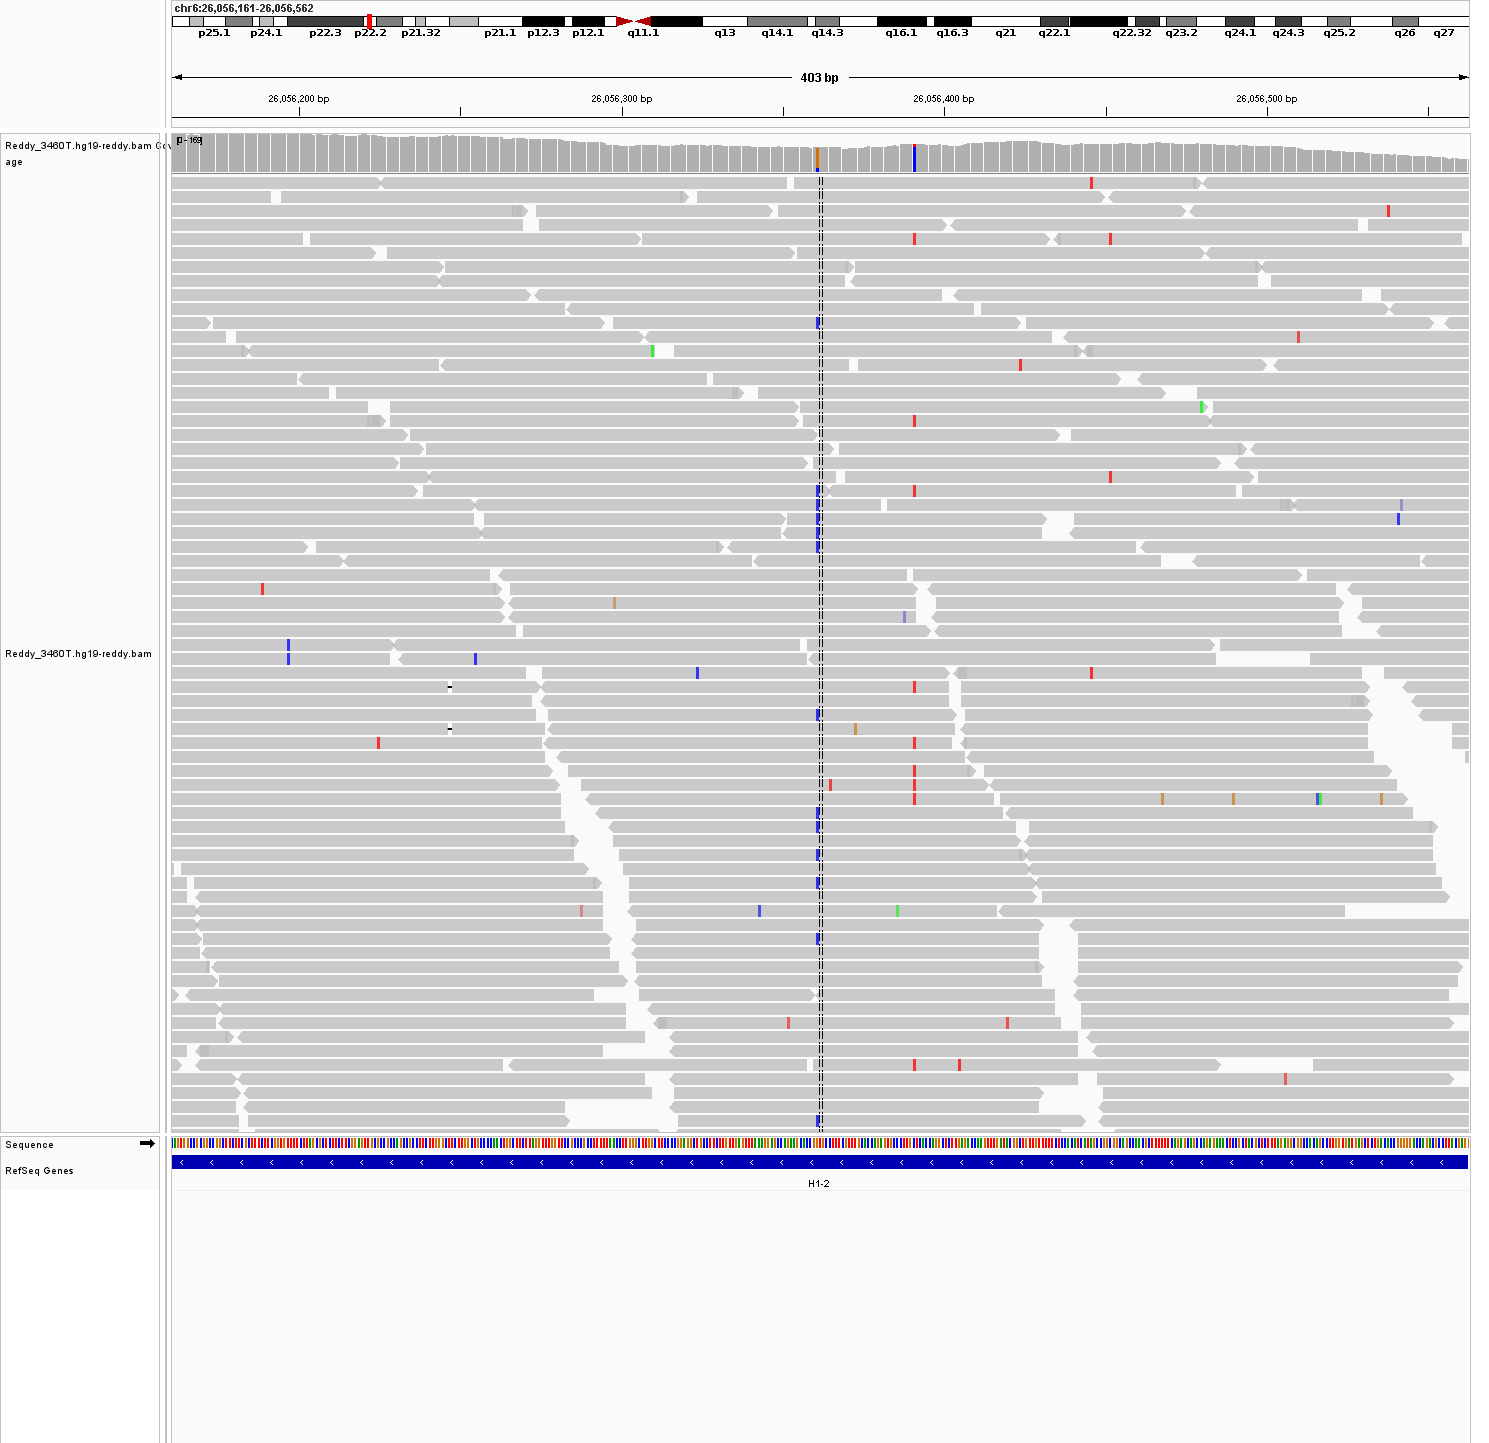 chr6:26,056,161-26,056,562
p25.1 p24.1 p22.3 p22.2 p21.32 p21.1 p12.3 p12.1 q11.1 q13 q14.1 q14.3 q16.1 q16.3 q21 q22.1 q22.32 q23.2 q24.1 q24.3 q25.2 q26 q27
403 bp
26,056,200 bp 26,056,300 bp 26,056,400 bp 26,056,500 bp
[0 - 169]
Reddy_3460T.hg19-reddy.bam Cov
age
Reddy_3460T.hg19-reddy.bam
Sequence
RefSeq Genes
H1-2